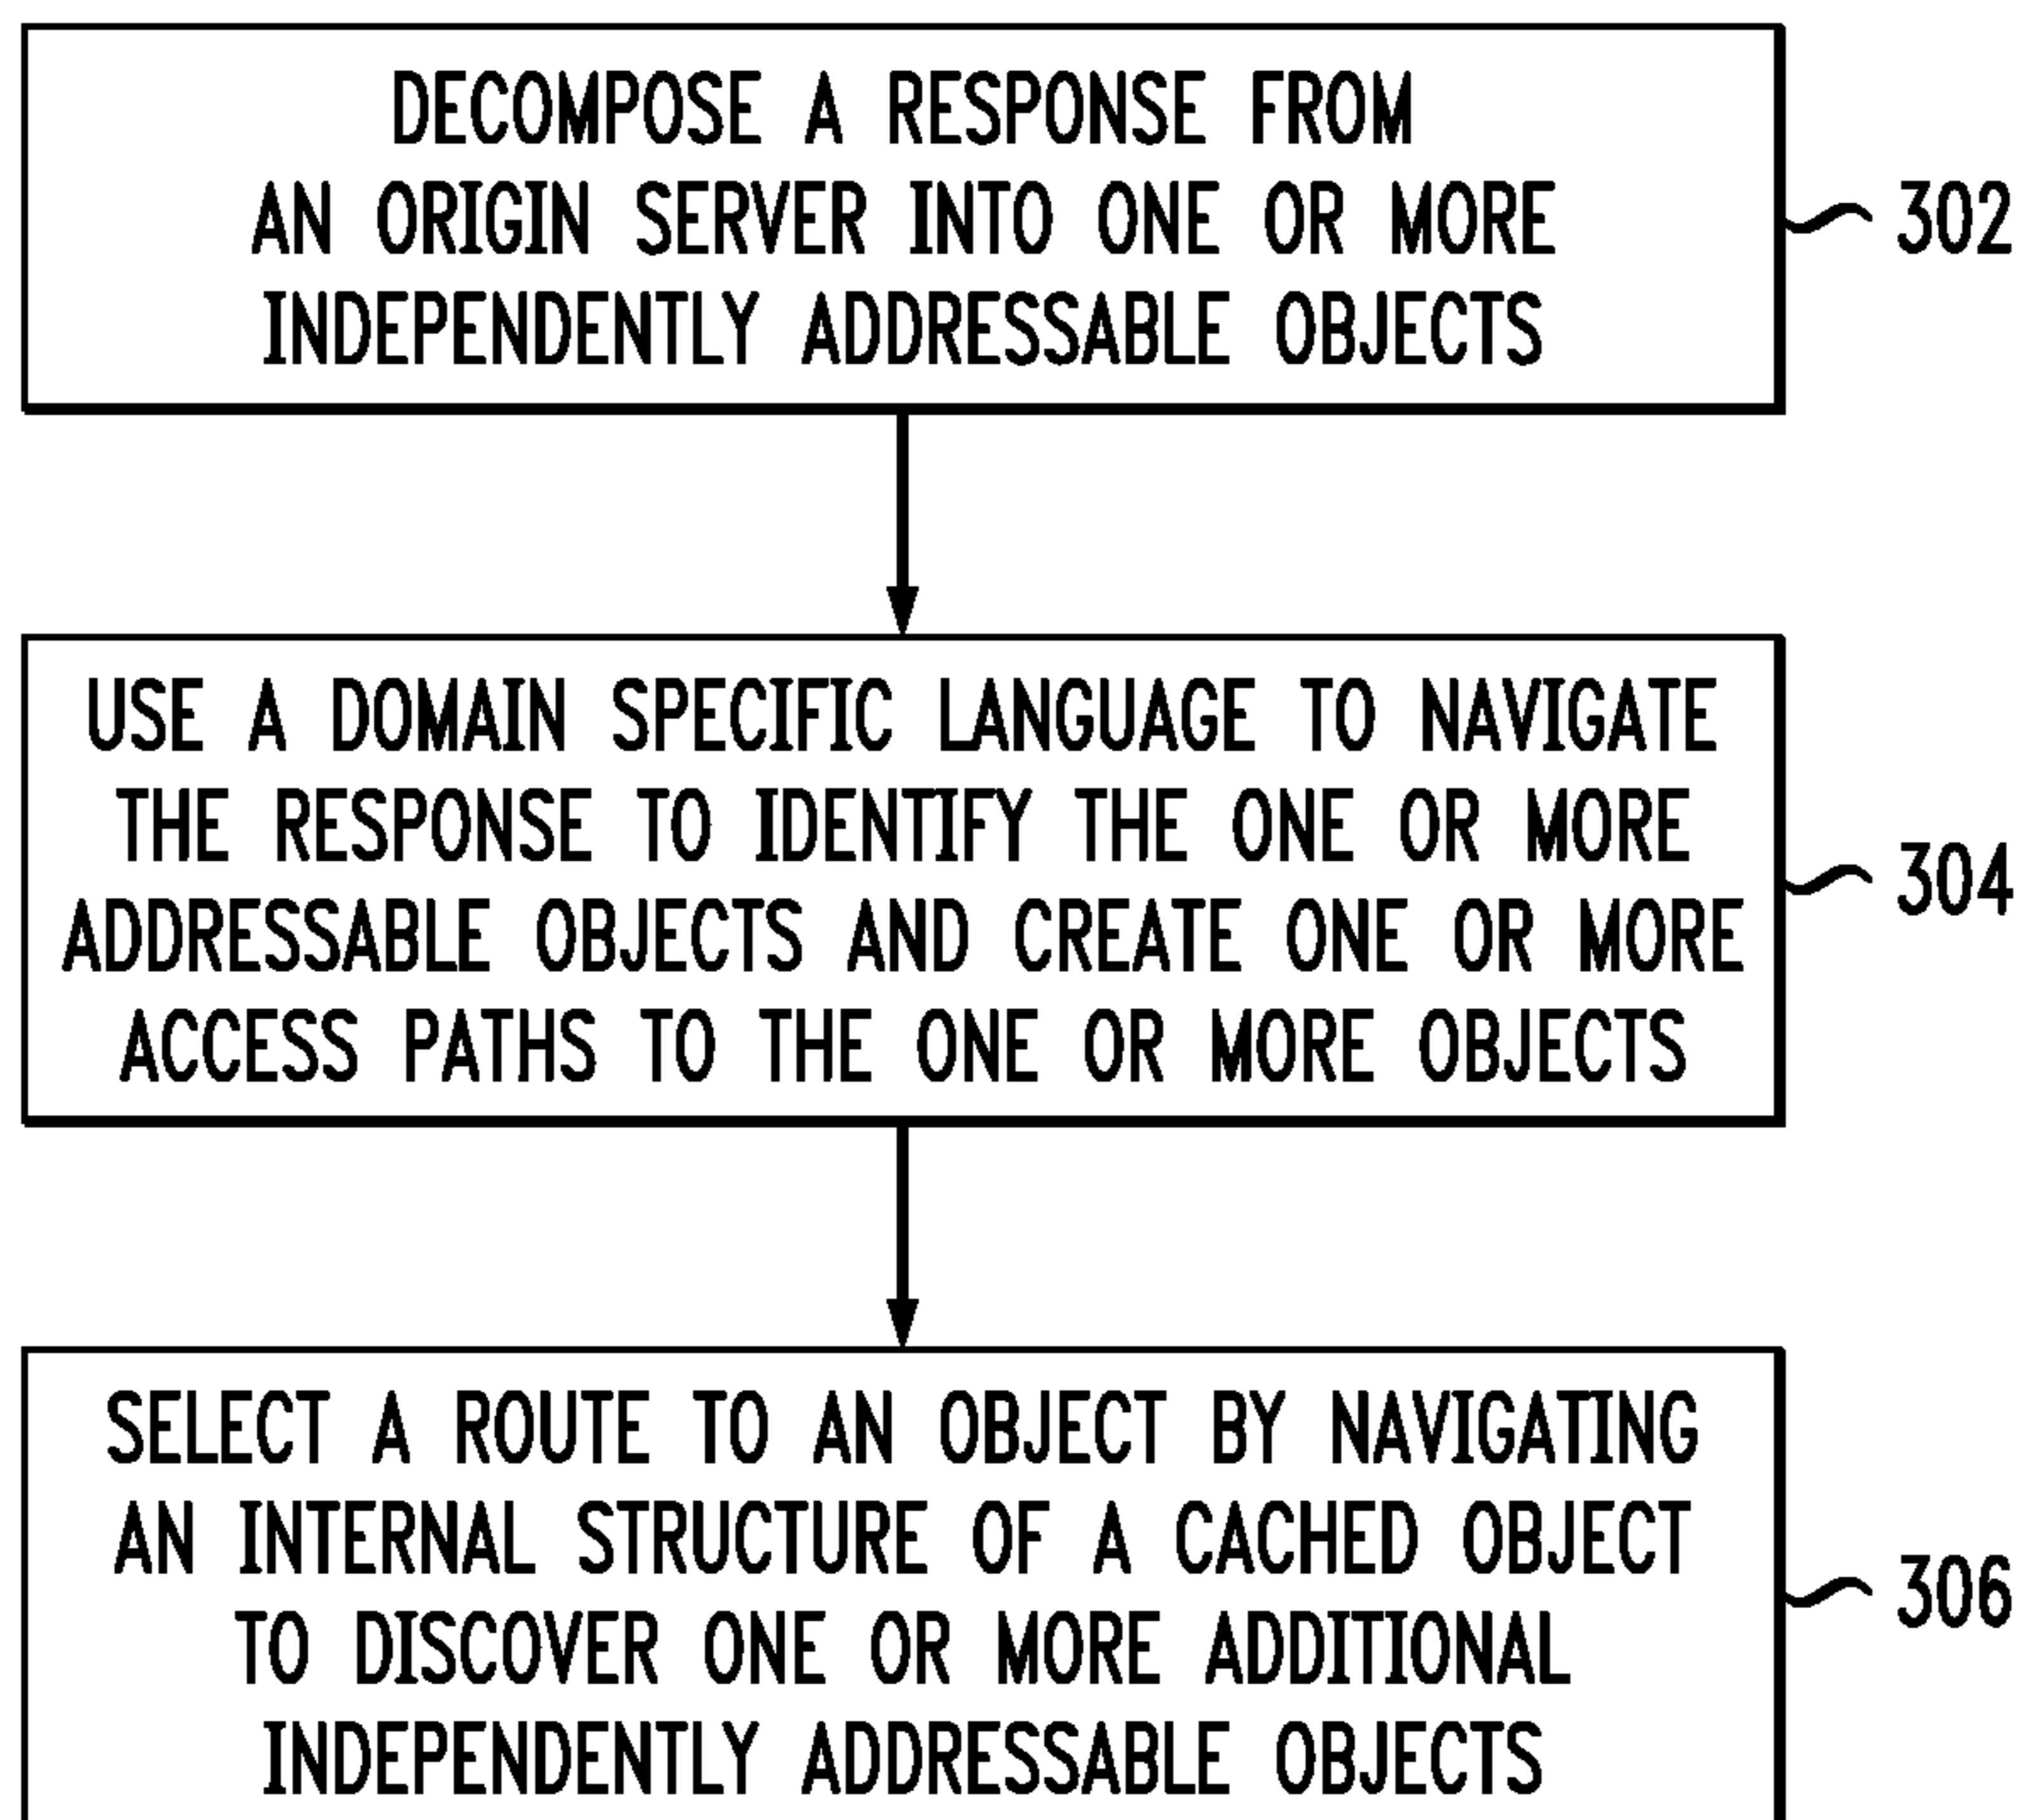 DECOMPOSE A RESPONSE FROM
AN ORIGIN SERVER INTO ONE OR MORE
INDEPENDENTLY ADDRESSABLE OBJECTS
302
USE A DOMAIN SPECIFIC LANGUAGE TO NAVIGATE
THE RESPONSE TO IDENTIFY THE ONE OR MORE
ADDRESSABLE OBJECTS AND CREATE ONE OR MORE
ACCESS PATHS TO THE ONE OR MORE OBJECTS
304
SELECT A ROUTE TO AN OBJECT BY NAVIGATING
AN INTERNAL STRUCTURE OF A CACHED OBJECT
TO DISCOVER ONE OR MORE ADDITIONAL
INDEPENDENTLY ADDRESSABLE OBJECTS
306